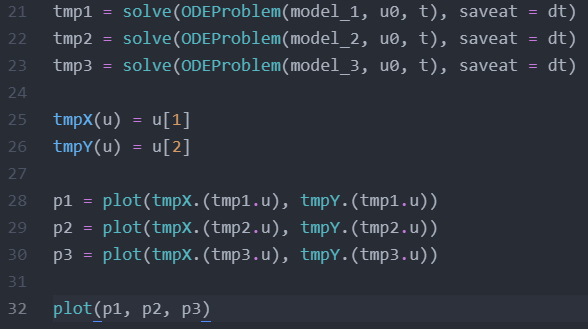 21 tmp1 = solve(ODEProblem(model_1, u0, t), saveat = dt)
22 tmp2 = solve(ODEProblem(model_2, u0, t), saveat = dt)
23 tmp3 = solve(ODEProblem(model_3, u0, t), saveat = dt)
24
25 tmpX(u) = u[1]
26 tmpY(u) = u[2]
27
28 p1 = plot(tmpX.(tmp1.u), tmpY.(tmp1.u))
29 p2 = plot(tmpX.(tmp2.u), tmpY.(tmp2.u))
30 p3 = plot(tmpX.(tmp3.u), tmpY.(tmp3.u))
31
32 plot(p1, p2, p3)